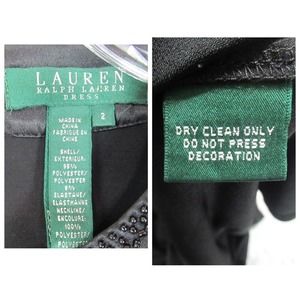 LAUREN
RALPH LAUREN
DRESS
2
MADE IN
CHINA
FABRIQUE EN
CHINE
SHELL/
EXTERIEUR:
95%
POLYESTER/
POLYESTER
5%
ELASTANE/
ELASTHANNE
NECKLINE/
ENCOLURE:
100%
POLYESTER/
DRY CLEAN ONLY
DO NOT PRESS
DECORATION